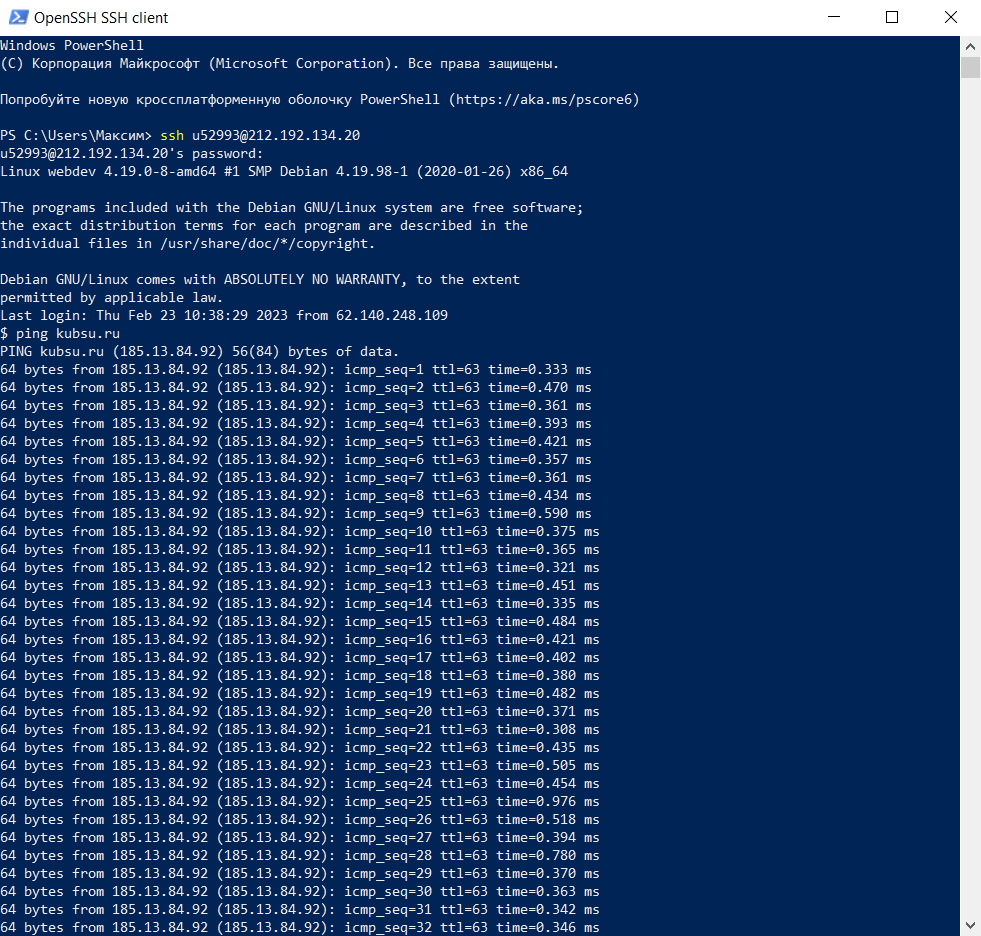 OpenSSH SSH client
Windows PowerShell
(C) Корпорация Майкрософт (Microsoft Corporation). Все права защищены.
Попробуйте новую кроссплатформенную оболочку PowerShell (https://aka.ms/pscore6)
PS C:\Users\Максим> ssh u52993@212.192.134.20
u52993@212.192.134.20's password:
Linux webdev 4.19.0-8-amd64 #1 SMP Debian 4.19.98-1 (2020-01-26) x86_64
The programs included with the Debian GNU/Linux system are free software;
the exact distribution terms for each program are described in the
individual files in /usr/share/doc/*/copyright.
Debian GNU/Linux comes with ABSOLUTELY NO WARRANTY, to the extent
permitted by applicable law.
Last login: Thu Feb 23 10:38:29 2023 from 62.140.248.109
$ ping kubsu.ru
PING kubsu.ru (185.13.84.92) 56(84) bytes of data.
64 bytes from 185.13.84.92 (185.13.84.92): icmp_seq=1 ttl=63 time=0.333 ms
64 bytes from 185.13.84.92 (185.13.84.92): icmp_seq=2 ttl=63 time=0.470 ms
64 bytes from 185.13.84.92 (185.13.84.92): icmp_seq=3 ttl=63 time=0.361 ms
64 bytes from 185.13.84.92 (185.13.84.92): icmp_seq=4 ttl=63 time=0.393 ms
64 bytes from 185.13.84.92 (185.13.84.92): icmp_seq=5 ttl=63 time=0.421 ms
64 bytes from 185.13.84.92 (185.13.84.92): icmp_seq=6 ttl=63 time=0.357 ms
64 bytes from 185.13.84.92 (185.13.84.92): icmp_seq=7 ttl=63 time=0.361 ms
64 bytes from 185.13.84.92 (185.13.84.92): icmp_seq=8 ttl=63 time=0.434 ms
64 bytes from 185.13.84.92 (185.13.84.92): icmp_seq=9 ttl=63 time=0.590 ms
64 bytes from 185.13.84.92 (185.13.84.92): icmp_seq=10 ttl=63 time=0.375 ms
64 bytes from 185.13.84.92 (185.13.84.92): icmp_seq=11 ttl=63 time=0.365 ms
64 bytes from 185.13.84.92 (185.13.84.92): icmp_seq=12 ttl=63 time=0.321 ms
64 bytes from 185.13.84.92 (185.13.84.92): icmp_seq=13 ttl=63 time=0.451 ms
64 bytes from 185.13.84.92 (185.13.84.92): icmp_seq=14 ttl=63 time=0.335 ms
64 bytes from 185.13.84.92 (185.13.84.92): icmp_seq=15 ttl=63 time=0.484 ms
64 bytes from 185.13.84.92 (185.13.84.92): icmp_seq=16 ttl=63 time=0.421 ms
64 bytes from 185.13.84.92 (185.13.84.92): icmp_seq=17 ttl=63 time=0.402 ms
64 bytes from 185.13.84.92 (185.13.84.92): icmp_seq=18 ttl=63 time=0.380 ms
64 bytes from 185.13.84.92 (185.13.84.92): icmp_seq=19 ttl=63 time=0.482 ms
64 bytes from 185.13.84.92 (185.13.84.92): icmp_seq=20 ttl=63 time=0.371 ms
64 bytes from 185.13.84.92 (185.13.84.92): icmp_seq=21 ttl=63 time=0.308 ms
64 bytes from 185.13.84.92 (185.13.84.92): icmp_seq=22 ttl=63 time=0.435 ms
64 bytes from 185.13.84.92 (185.13.84.92): icmp_seq=23 ttl=63 time=0.505 ms
64 bytes from 185.13.84.92 (185.13.84.92): icmp_seq=24 ttl=63 time=0.454 ms
64 bytes from 185.13.84.92 (185.13.84.92): icmp_seq=25 ttl=63 time=0.976 ms
64 bytes from 185.13.84.92 (185.13.84.92): icmp_seq=26 ttl=63 time=0.518 ms
64 bytes from 185.13.84.92 (185.13.84.92): icmp_seq=27 ttl=63 time=0.394 ms
64 bytes from 185.13.84.92 (185.13.84.92): icmp_seq=28 ttl=63 time=0.780 ms
64 bytes from 185.13.84.92 (185.13.84.92): icmp_seq=29 ttl=63 time=0.370 ms
64 bytes from 185.13.84.92 (185.13.84.92): icmp_seq=30 ttl=63 time=0.363 ms
64 bytes from 185.13.84.92 (185.13.84.92): icmp_seq=31 ttl=63 time=0.342 ms
64 bytes from 185.13.84.92 (185.13.84.92): icmp_seq=32 ttl=63 time=0.346 ms